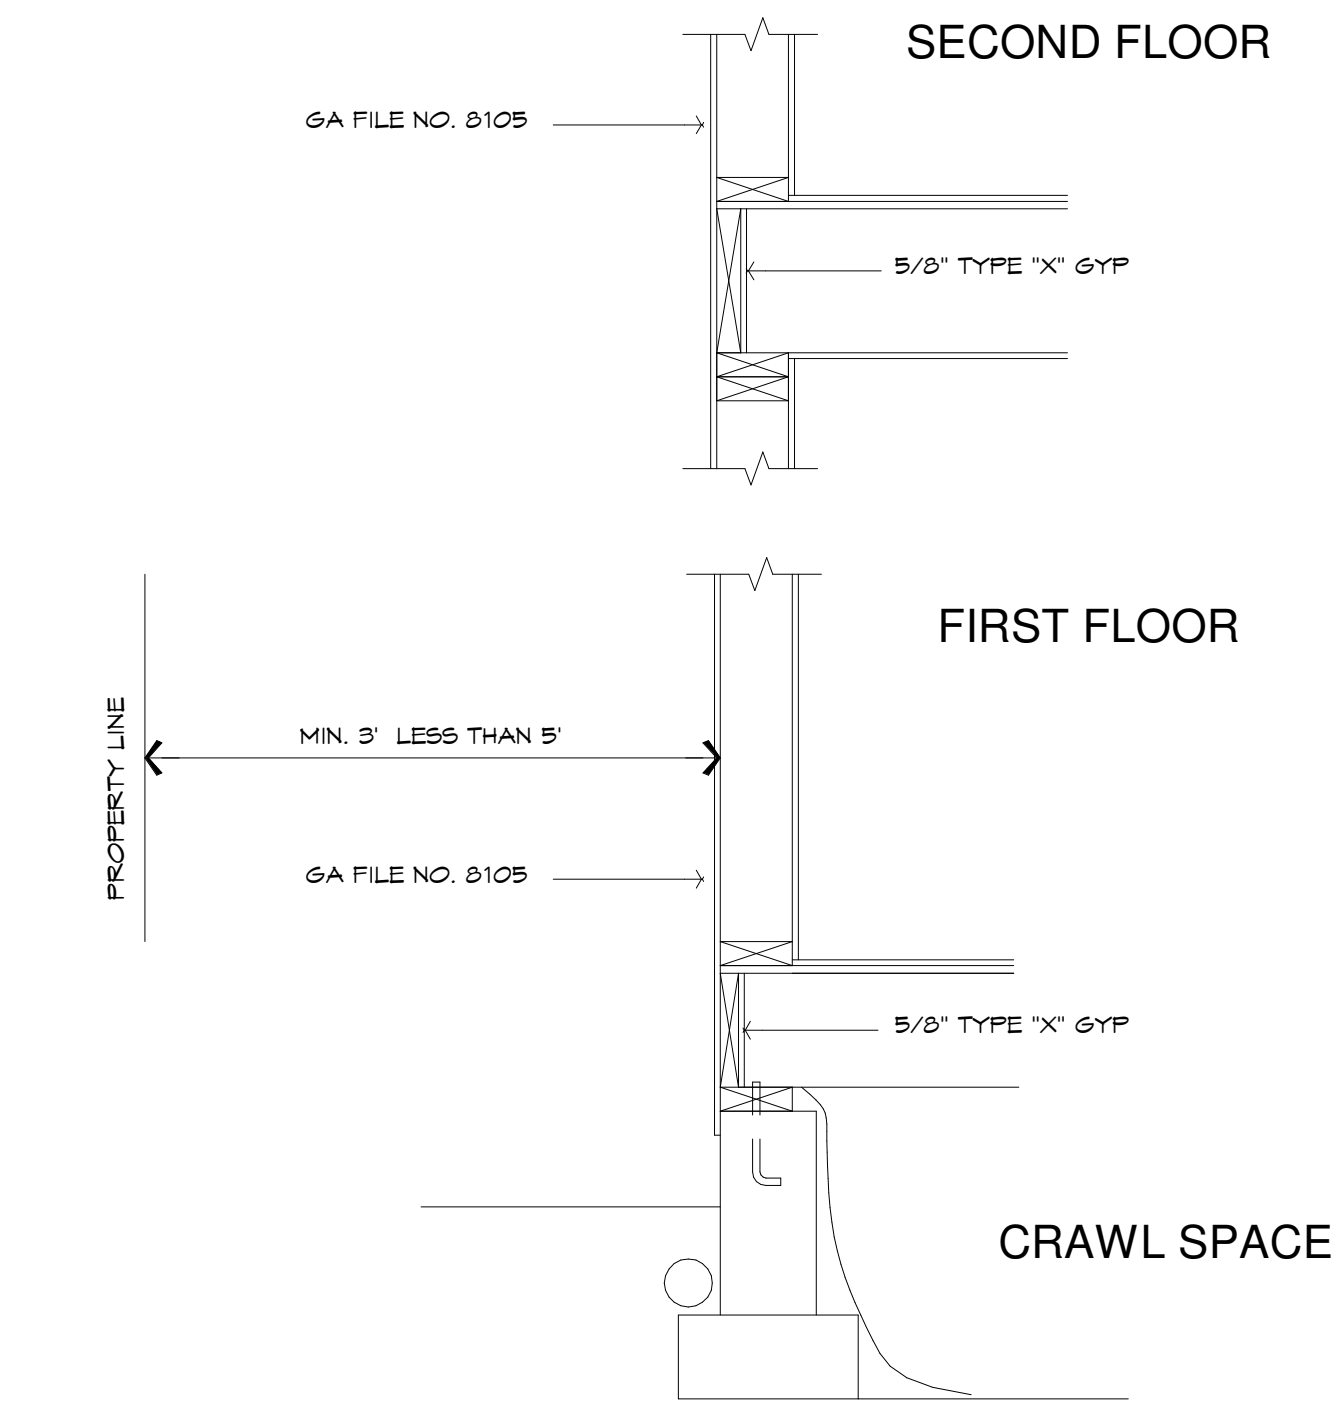 SECOND FLOOR
GA FILE NO. 8105
5/8" TYPE "X" GYP
FIRST FLOOR
PROPERTY LINE
MIN. 3'  LESS THAN 5'
GA FILE NO. 8105
5/8" TYPE "X" GYP
CRAWL SPACE